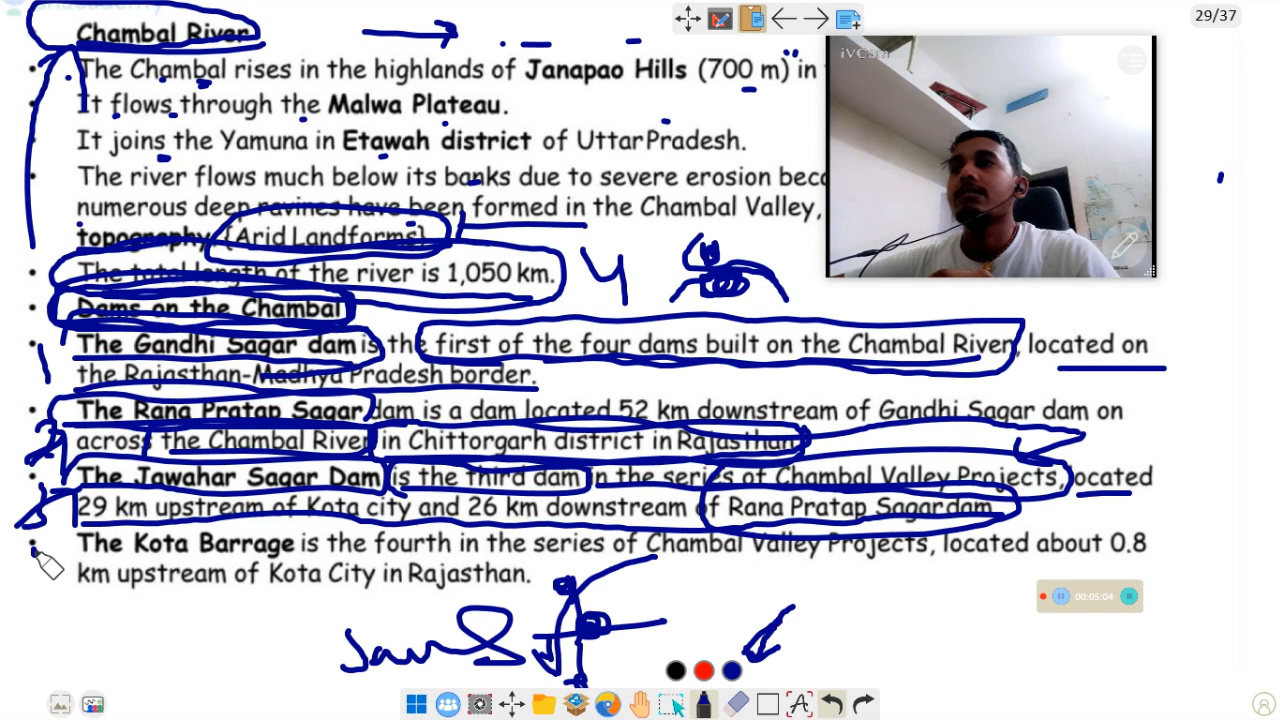 29/37
Chambal River
iVCam
The Chambal rises in the highlands of Janapao Hills (700 m) in
It flows through the Malwa Plateau.
It joins the Yamuna in Etawah district of Uttar Pradesh.
The river flows much below its banks due to severe erosion
numerous deep ravines have been formed in the Chambal Valley,
topography. {Arid Landforms}
The total length of the river is 1,050 km.
4
Dams on the Chambal
The Gandhi Sagar dam is the first of the four dams built on the Chambal River, located on
1
the Rajasthan-Madhya Pradesh border.
The Rana Pratap Sagar dam is a dam located 52 km downstream of Gandhi Sagar dam on
2
across the Chambal River in Chittorgarh district in Rajasthan.
The Jawahar Sagar Dam is the third dam in the series of Chambal Valley Projects, located
3
29 km upstream of Kota city and 26 km downstream of Rana Pratap Sagar dam.
The Kota Barrage is the fourth in the series of Chambal Valley Projects, located about 0.8
km upstream of Kota City in Rajasthan.
00:05:04